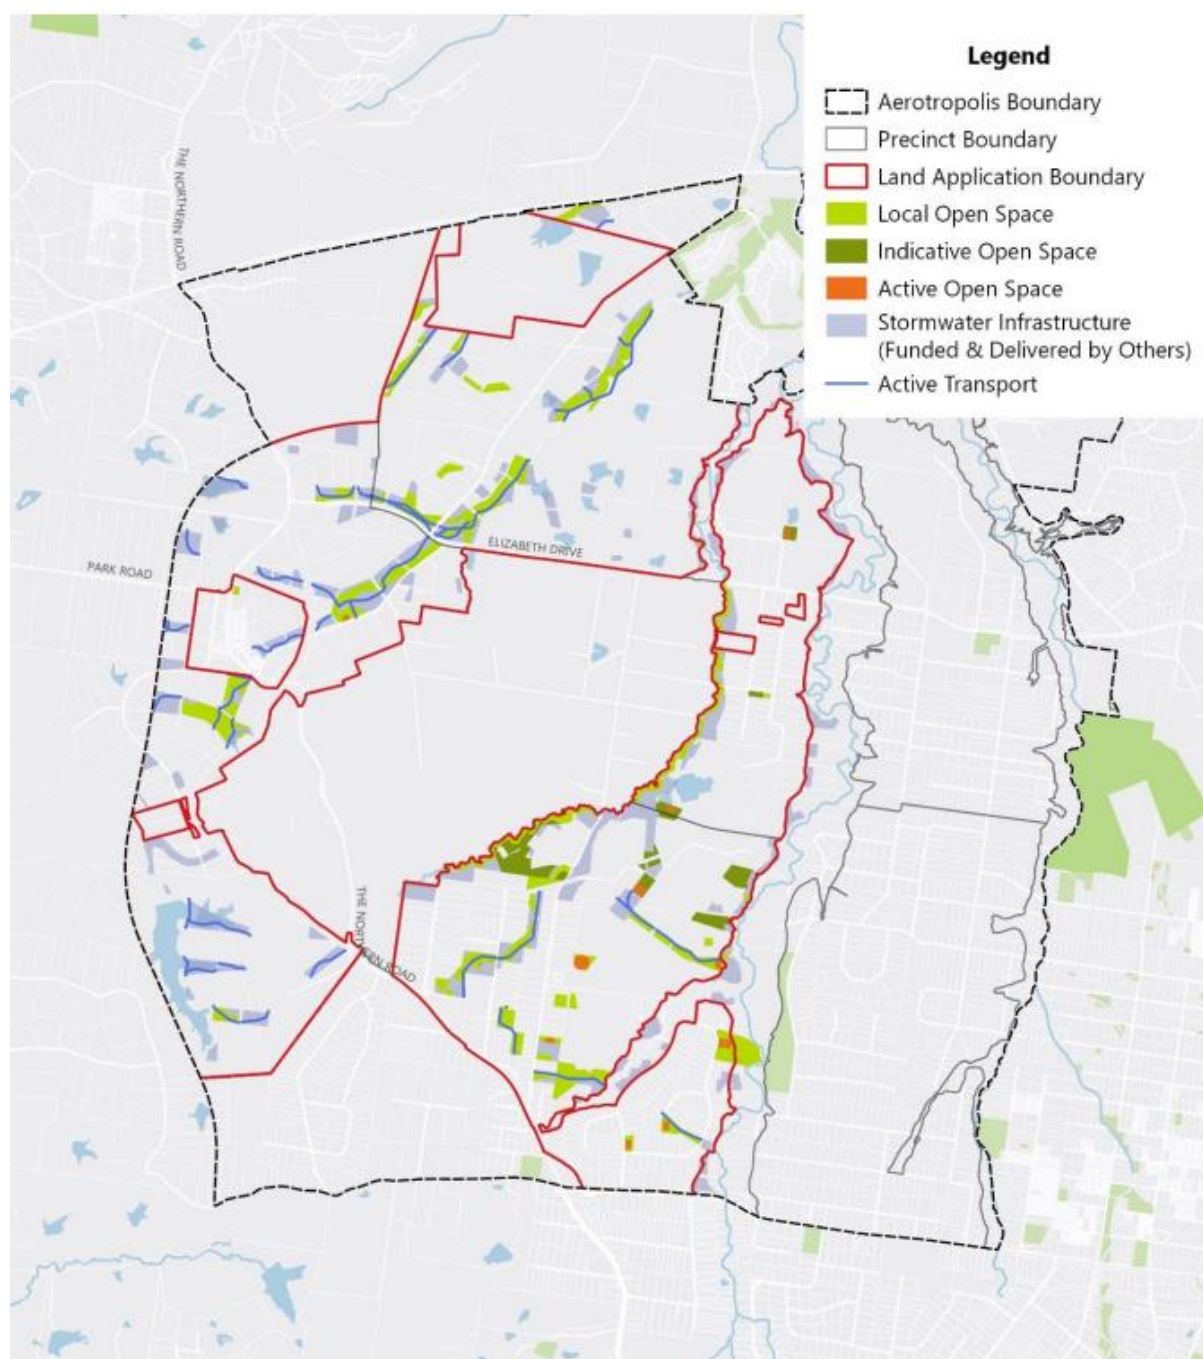 Legend
Aerotropolis Boundary
Precinct Boundary
Land Application Boundary
Local Open Space
Indicative Open Space
Active Open Space
Stormwater Infrastructure
(Funded & Delivered by Others)
Active Transport
THE NORTHERN ROAD
ELIZABETH DRIVE
PARK ROAD
THE NORTHERN ROAD